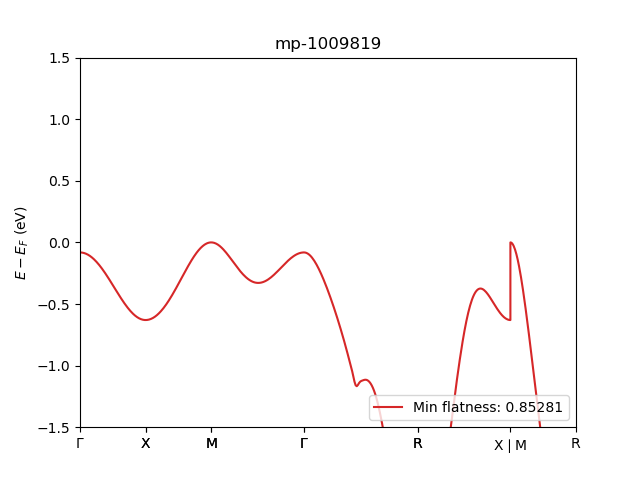 mp-1009819
E − E_F (eV)
1.5
1.0
0.5
0.0
−0.5
−1.0
−1.5
Γ X M Γ R X | M R
Min flatness: 0.85281